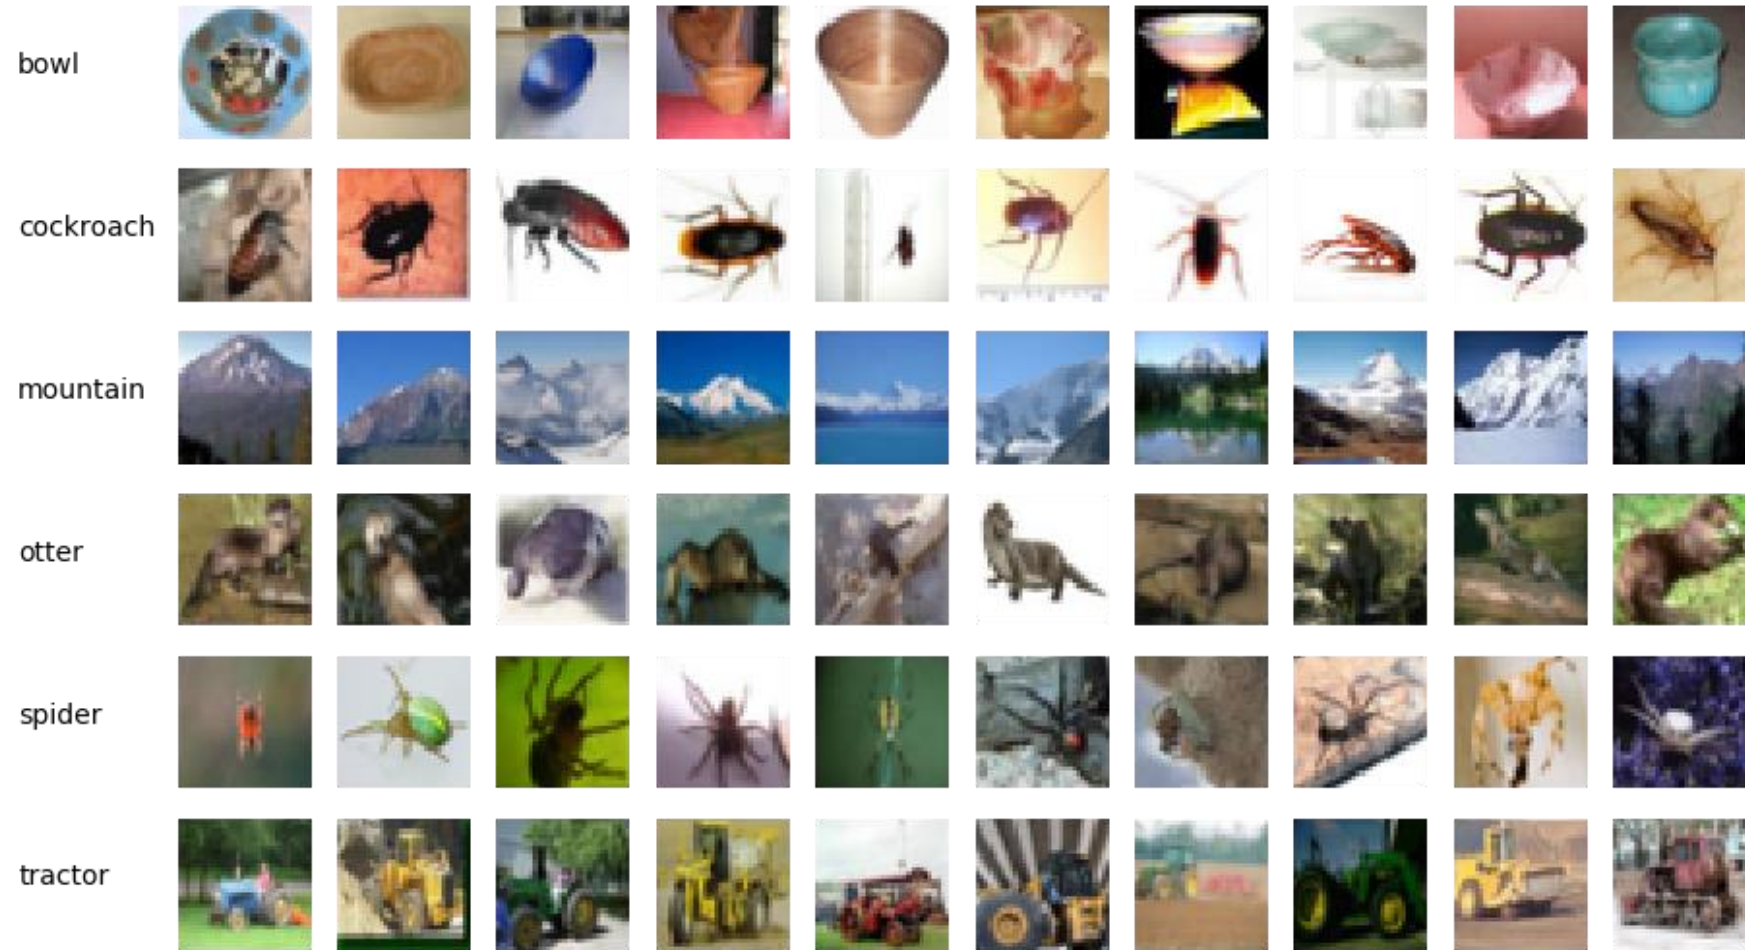 bowl
cockroach
mountain
otter
spider
tractor